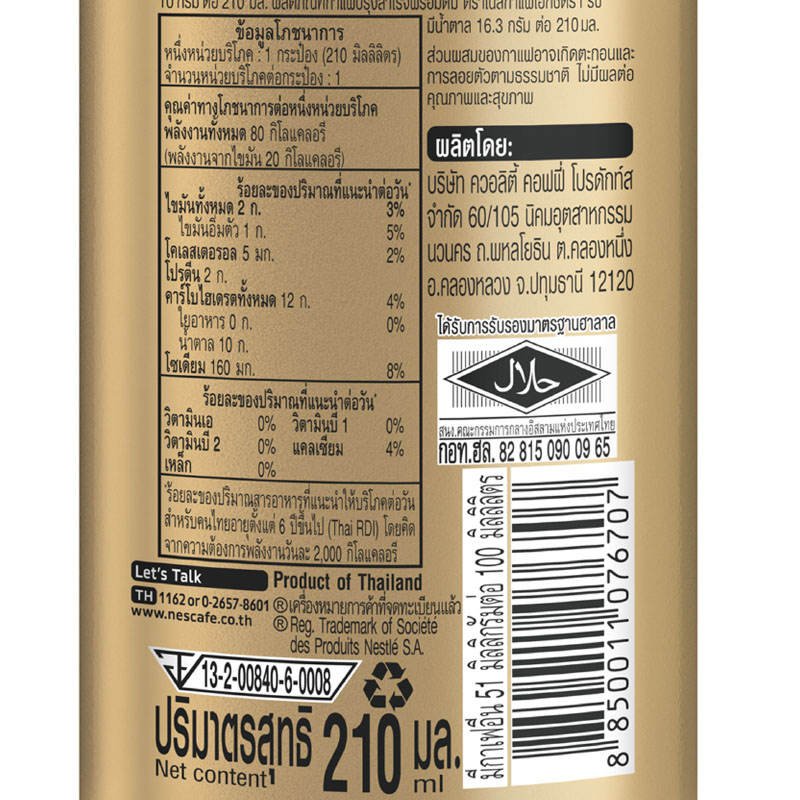 10 กรัม ต่อ 210 มล.
มีน้ำตาล 16.3 กรัม ต่อ 210 มล.
ส่วนผสมของกาแฟอาจเกิดตะกอนและ
การลอยตัวตามธรรมชาติ ไม่มีผลต่อ
คุณภาพและสุขภาพ
ข้อมูลโภชนาการ
หนึ่งหน่วยบริโภค : 1 กระป๋อง (210 มิลลิลิตร)
จำนวนหน่วยบริโภคต่อกระป๋อง : 1
คุณค่าทางโภชนาการต่อหนึ่งหน่วยบริโภค
พลังงานทั้งหมด 80 กิโลแคลอรี
(พลังงานจากไขมัน 20 กิโลแคลอรี)
ร้อยละของปริมาณที่แนะนำต่อวัน*
ไขมันทั้งหมด 2 ก. 3%
ไขมันอิ่มตัว 1 ก. 5%
โคเลสเตอรอล 5 มก. 2%
โปรตีน 2 ก.
คาร์โบไฮเดรตทั้งหมด 12 ก. 4%
ใยอาหาร 0 ก. 0%
น้ำตาล 10 ก.
โซเดียม 160 มก. 8%
ร้อยละของปริมาณที่แนะนำต่อวัน*
วิตามินเอ 0% วิตามินบี 1 0%
วิตามินบี 2 0% แคลเซียม 4%
เหล็ก 0%
*ร้อยละของปริมาณสารอาหารที่แนะนำให้บริโภคต่อวัน
สำหรับคนไทยอายุตั้งแต่ 6 ปีขึ้นไป (Thai RDI) โดยคิด
จากความต้องการพลังงานวันละ 2,000 กิโลแคลอรี
Let's Talk
TH 1162 or 0-2657-8601
www.nescafe.co.th
Product of Thailand
®เครื่องหมายการค้าที่จดทะเบียนแล้ว
®Reg. Trademark of Société
des Produits Nestlé S.A.
13-2-00840-6-0008
ปริมาตรสุทธิ 210 มล.
Net content ml
ผลิตโดย:
บริษัท ควอลิตี้ คอฟฟี่ โปรดักท์ส
จำกัด 60/105 นิคมอุตสาหกรรม
นวนคร ถ.พหลโยธิน ต.คลองหนึ่ง
อ.คลองหลวง จ.ปทุมธานี 12120
ได้รับการรับรองมาตรฐานฮาลาล
حلال
สนง.คณะกรรมการกลางอิสลามแห่งประเทศไทย
กอท.ฮล. 82 815 090 09 65
มีกาเฟอีน 51 มิลลิกรัมต่อ 100 มิลลิลิตร
8 850011 076707